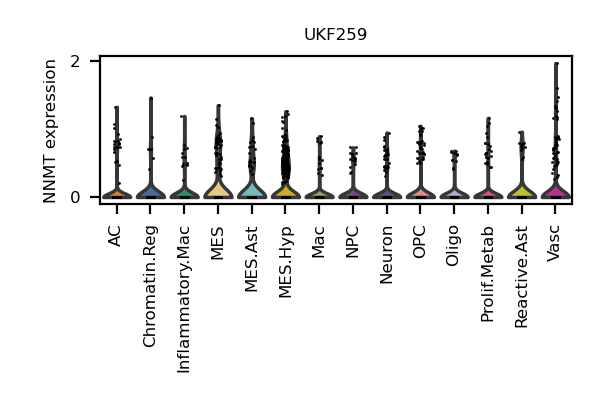 UKF259
NNMT expression
2
0
AC
Chromatin.Reg
Inflammatory.Mac
MES
MES.Ast
MES.Hyp
Mac
NPC
Neuron
OPC
Oligo
Prolif.Metab
Reactive.Ast
Vasc